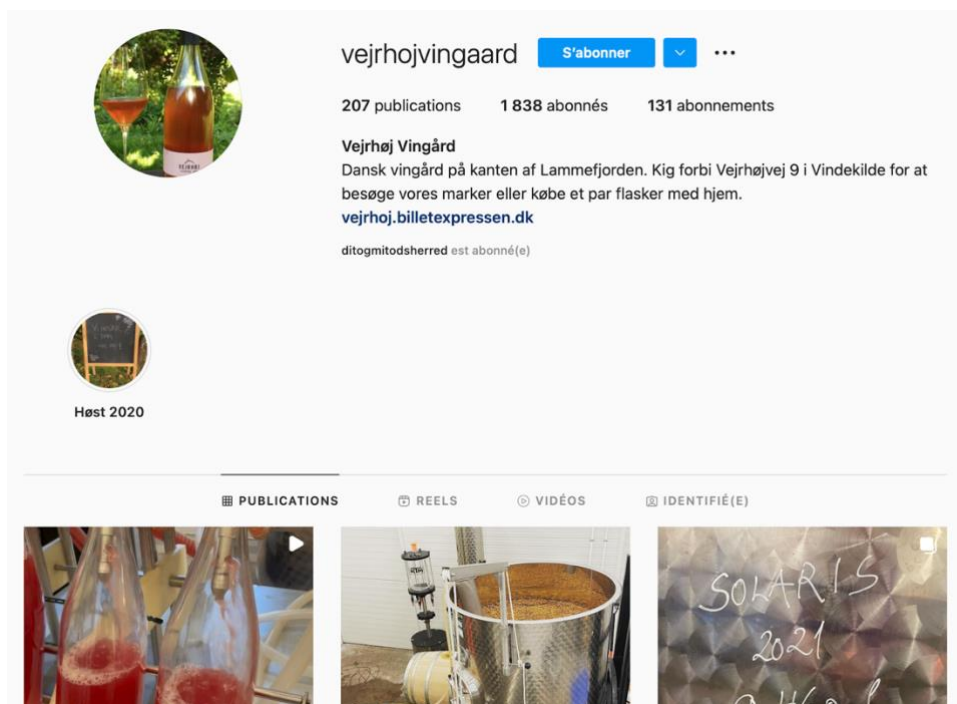 vejrhojvingaard S'abonner
207 publications 1 838 abonnés 131 abonnements
Vejrhøj Vingård
Dansk vingård på kanten af Lammefjorden. Kig forbi Vejrhøjvej 9 i Vindekilde for at
besøge vores marker eller købe et par flasker med hjem.
vejrhoj.billetexpressen.dk
ditogmitodsherred est abonné(e)
Høst 2020
PUBLICATIONS REELS VIDÉOS IDENTIFIÉ(E)
SOLARIS
2021